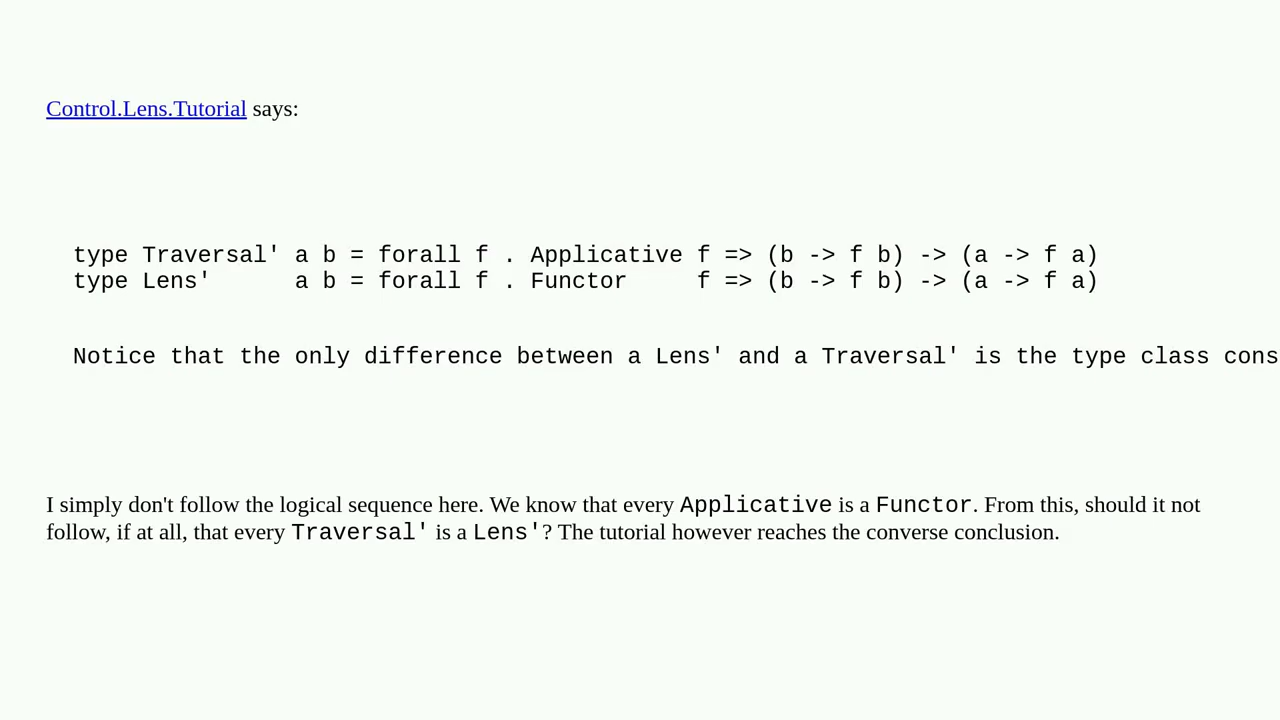 Control.Lens.Tutorial says:
type Traversal' a b = forall f . Applicative f => (b -> f b) -> (a -> f a)
type Lens'      a b = forall f . Functor     f => (b -> f b) -> (a -> f a)
Notice that the only difference between a Lens' and a Traversal' is the type class cons
I simply don't follow the logical sequence here. We know that every Applicative is a Functor. From this, should it not
follow, if at all, that every Traversal' is a Lens'? The tutorial however reaches the converse conclusion.